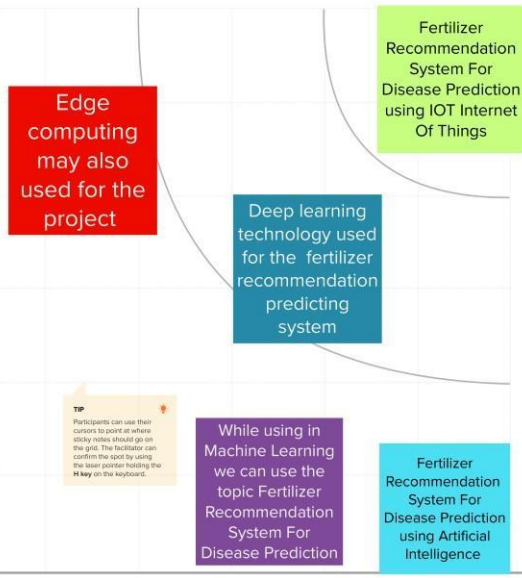 Fertilizer
Recommendation
System For
Disease Prediction
using IOT Internet
Of Things
Edge
computing
may also
used for the
project
Deep learning
technology used
for the fertilizer
recommendation
predicting
system
TIP
Participants can use their
cursors to point at where
sticky notes should go on
the grid. The facilitator can
confirm the spot by using
the laser pointer holding the
H key on the keyboard.
While using in
Machine Learning
we can use the
topic Fertilizer
Recommendation
System For
Disease Prediction
Fertilizer
Recommendation
System For
Disease Prediction
using Artificial
Intelligence